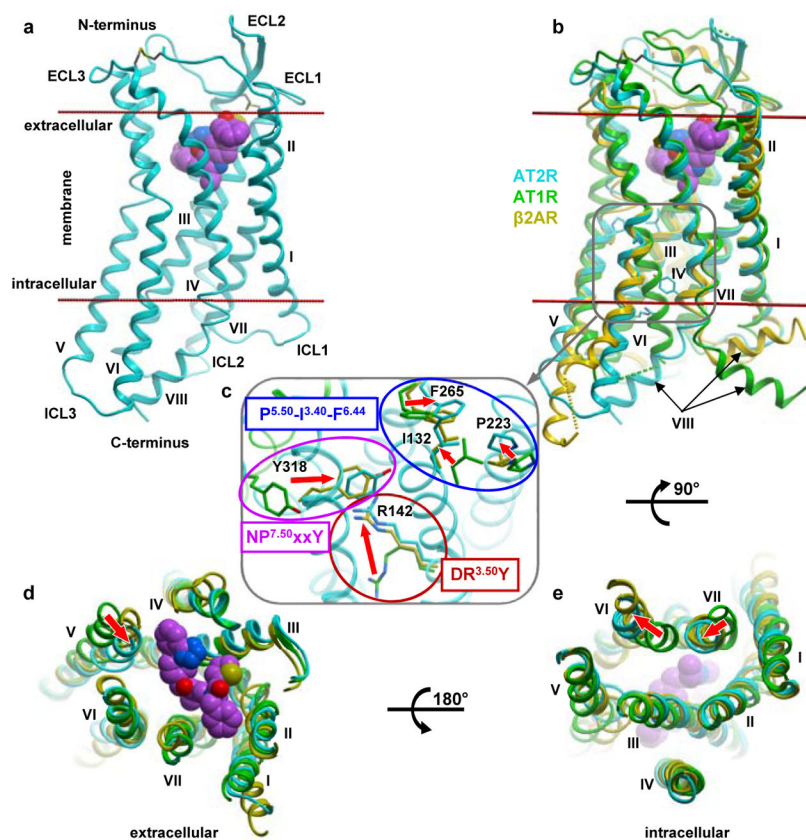 a
N-terminus
ECL2
ECL3
ECL1
extracellular
II
membrane
III
I
intracellular
IV
VII
V
VI
VIII
ICL2
ICL1
ICL3
C-terminus
b
AT2R
AT1R
β2AR
II
I
III
IV
VII
V
VI
VIII
c
F265
P5.50-I3.40-F6.44
P223
I132
Y318
R142
NP7.50xxY
DR3.50Y
90°
d
IV
V
III
VI
II
VII
I
extracellular
180°
e
VI
VII
I
V
II
III
IV
intracellular